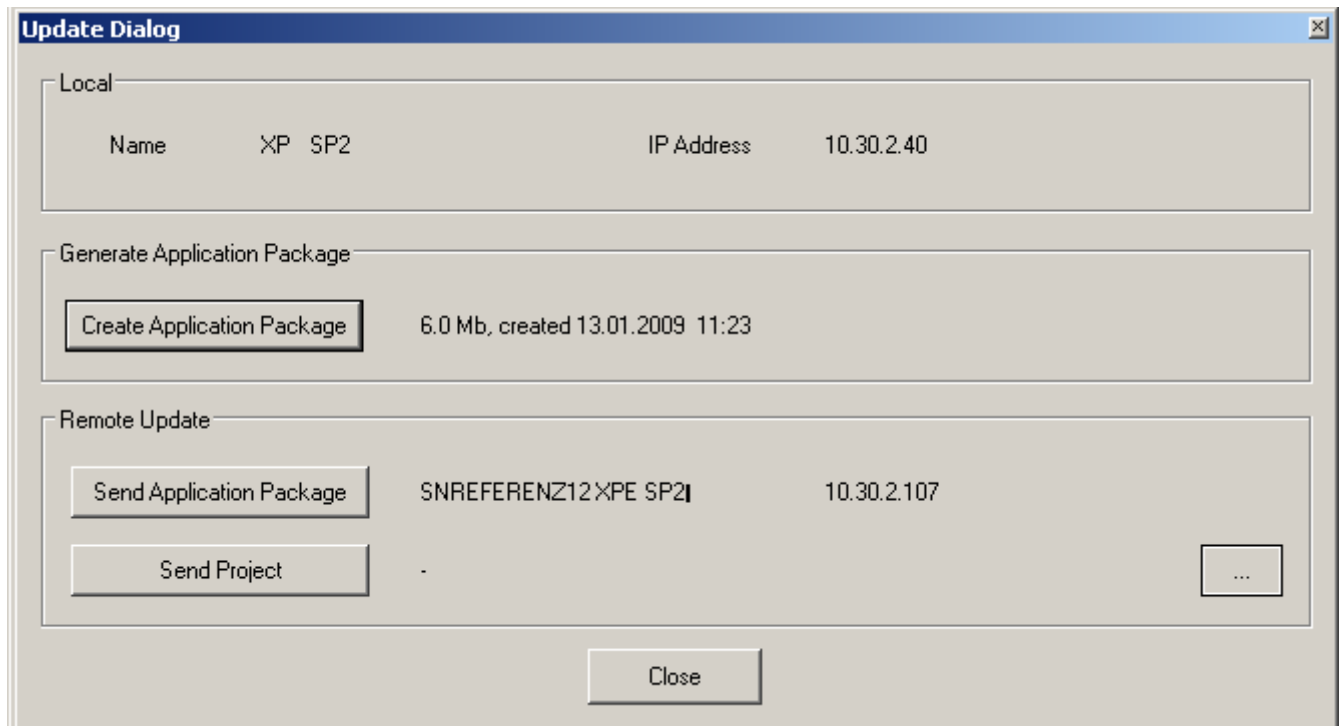 Update Dialog
Local
Name XP SP2 IP Address 10.30.2.40
Generate Application Package
Create Application Package 6.0 Mb, created 13.01.2009 11:23
Remote Update
Send Application Package SNREFERENZ12 XPE SP2 10.30.2.107
Send Project - ...
Close